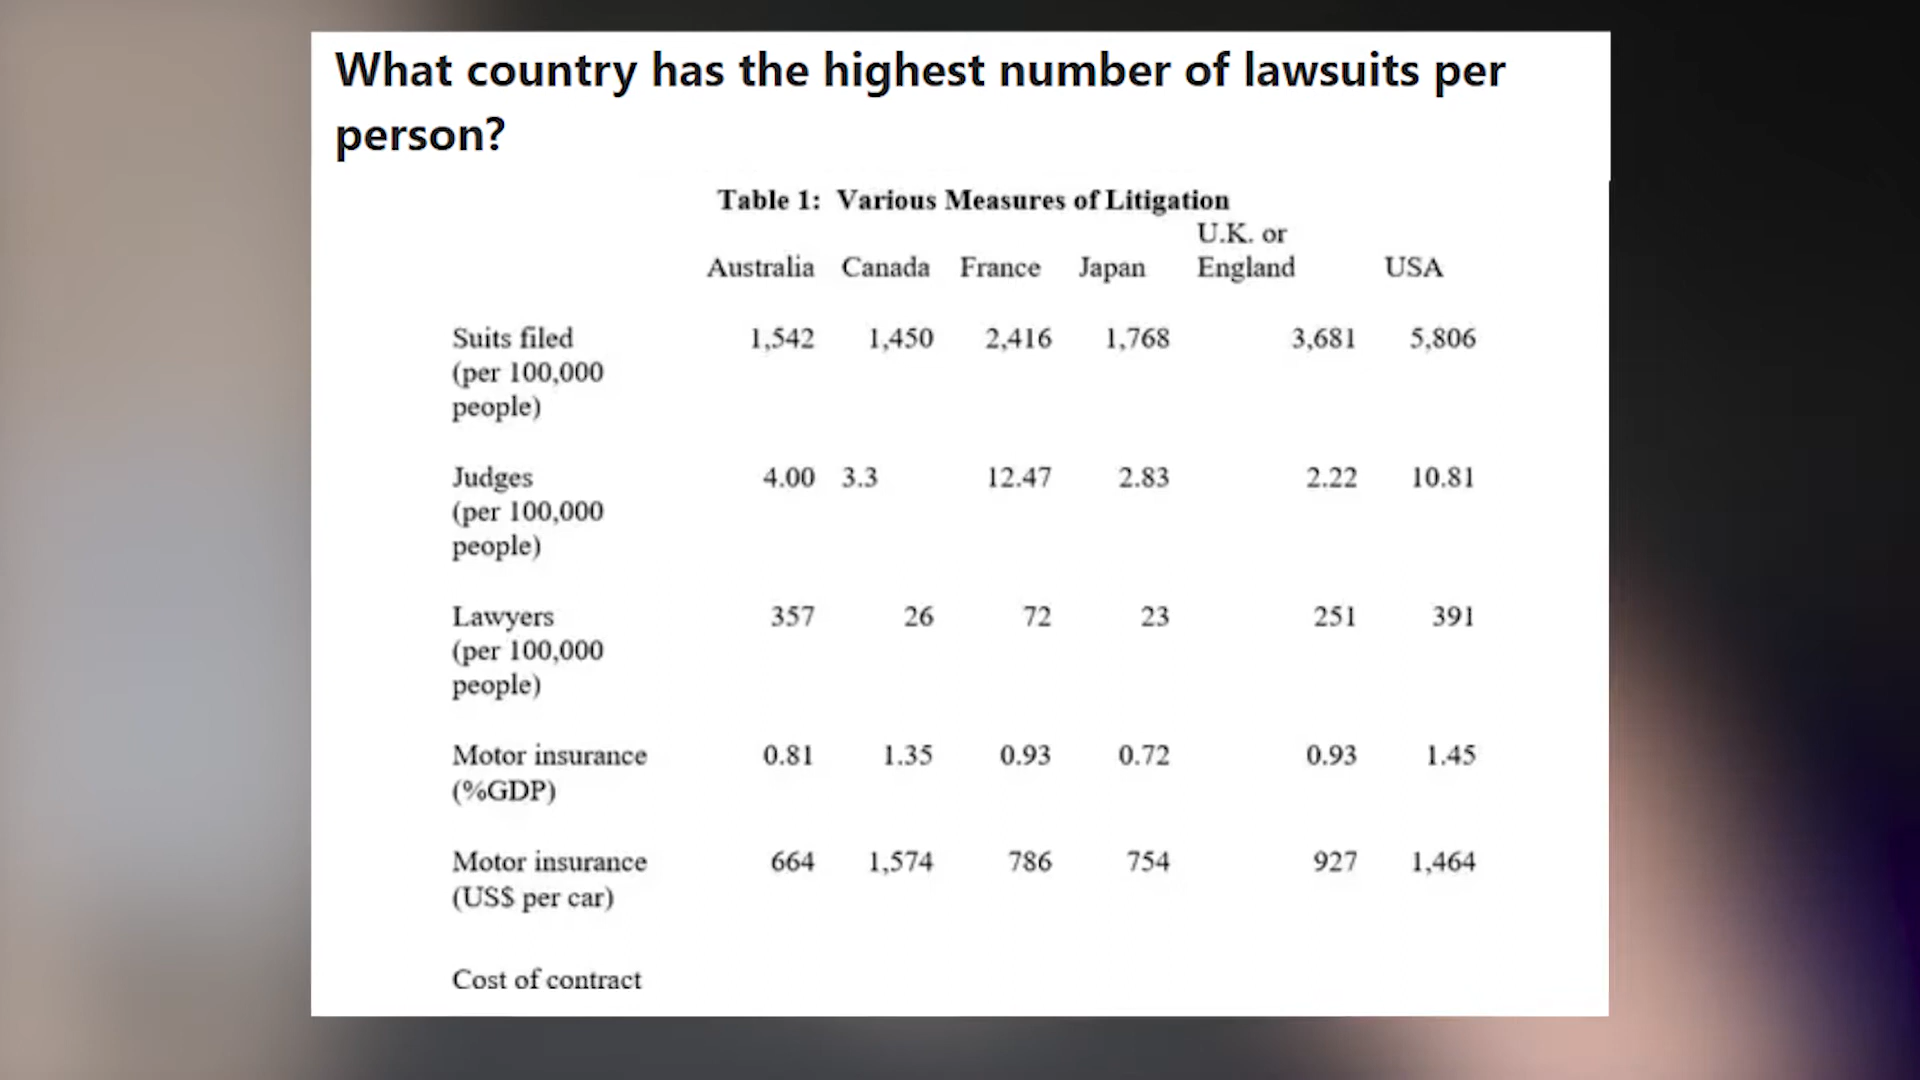 What country has the highest number of lawsuits per
person?
Table 1: Various Measures of Litigation
U.K. or
Australia Canada France Japan England USA
Suits filed 1,542 1,450 2,416 1,768 3,681 5,806
(per 100,000
people)
Judges 4.00 3.3 12.47 2.83 2.22 10.81
(per 100,000
people)
Lawyers 357 26 72 23 251 391
(per 100,000
people)
Motor insurance 0.81 1.35 0.93 0.72 0.93 1.45
(%GDP)
Motor insurance 664 1,574 786 754 927 1,464
(US$ per car)
Cost of contract